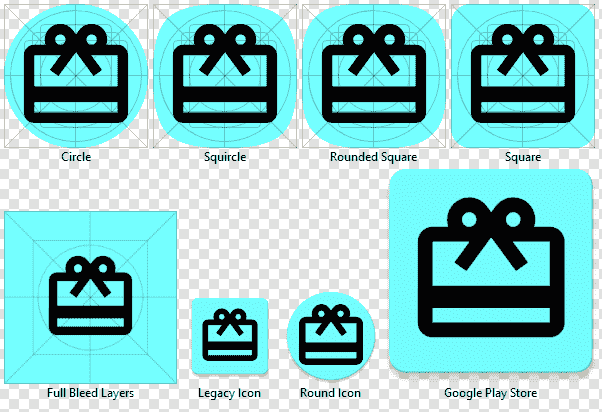 Circle
Squircle
Rounded Square
Square
Full Bleed Layers
Legacy Icon
Round Icon
Google Play Store